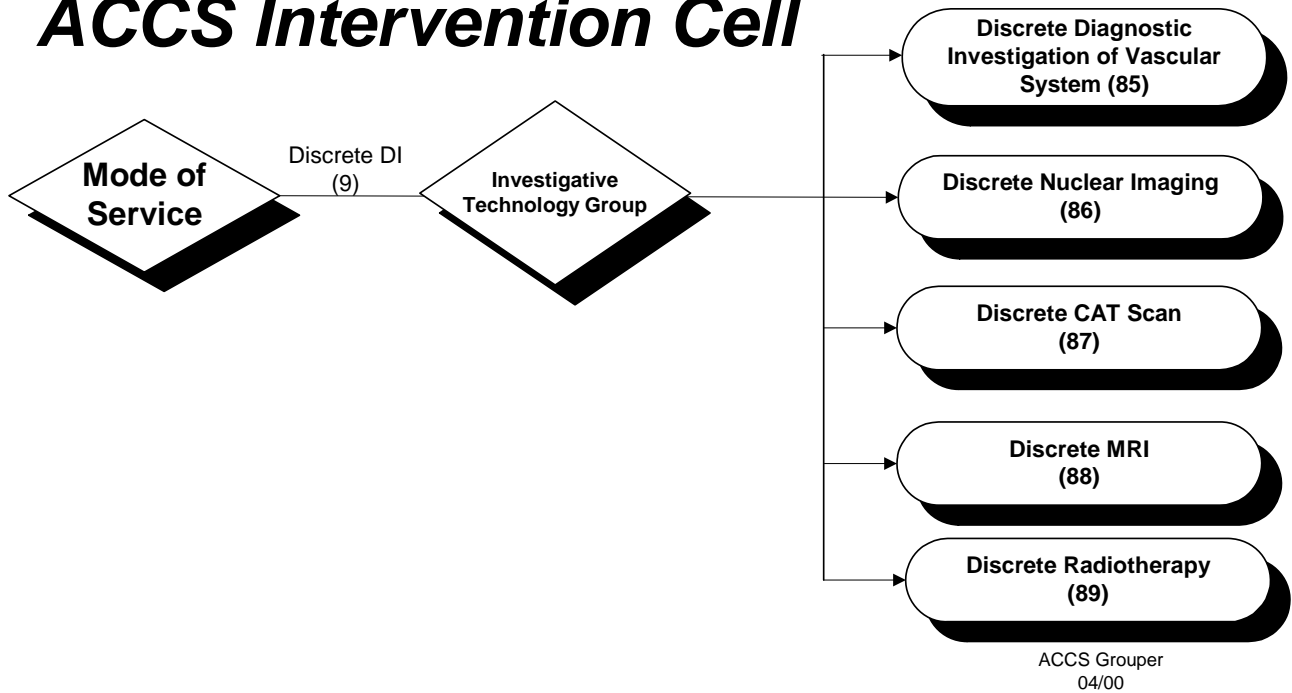 ACCS Intervention Cell
Mode of
Service
Discrete DI
(9)
Investigative
Technology Group
Discrete Diagnostic
Investigation of Vascular
System (85)
Discrete Nuclear Imaging
(86)
Discrete CAT Scan
(87)
Discrete MRI
(88)
Discrete Radiotherapy
(89)
ACCS Grouper
04/00